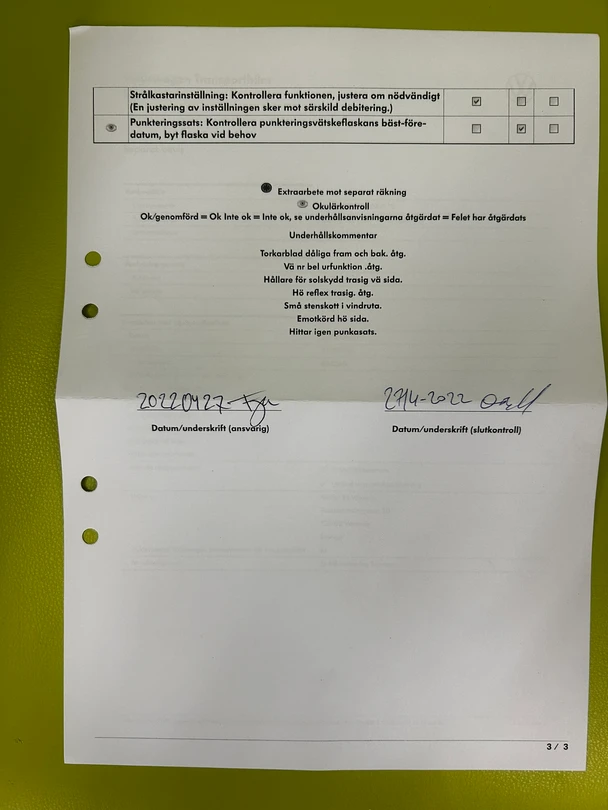 Strålkastarinställning: Kontrollera funktionen, justera om nödvändigt
(En justering av inställningen sker mot särskild debitering.)
Punkteringssats: Kontrollera punkteringsvätskeflaskans bäst-före-
datum, byt flaska vid behov
Extraarbete mot separat räkning
Okulärkontroll
Ok/genomförd = Ok Inte ok = Inte ok, se underhållsanvisningarna åtgärdat = Felet har åtgärdats
Underhållskommentar
Torkarblad dåliga fram och bak. åtg.
Vä nr bel urfunktion .åtg.
Hållare för solskydd trasig vä sida.
Hö reflex trasig. åtg.
Små stenskott i vindruta.
Emotkörd hö sida.
Hittar igen punkasats.
20220427
27/4-2022
Datum/underskrift (ansvarig)
Datum/underskrift (slutkontroll)
3 / 3